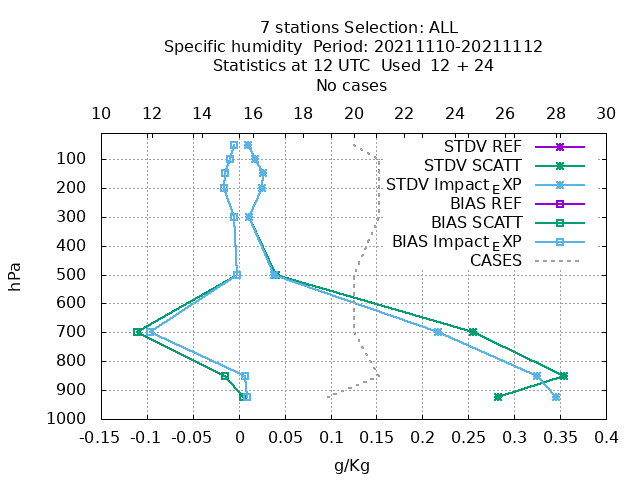 7 stations Selection: ALL
Specific humidity  Period: 20211110-20211112
Statistics at 12 UTC  Used  12 + 24
No cases
10 12 14 16 18 20 22 24 26 28 30
STDV REF
STDV SCATT
STDV Impact_EXP
BIAS REF
BIAS SCATT
BIAS Impact_EXP
CASES
100
200
300
400
500
600
700
800
900
1000
hPa
-0.15 -0.1 -0.05 0 0.05 0.1 0.15 0.2 0.25 0.3 0.35 0.4
g/Kg